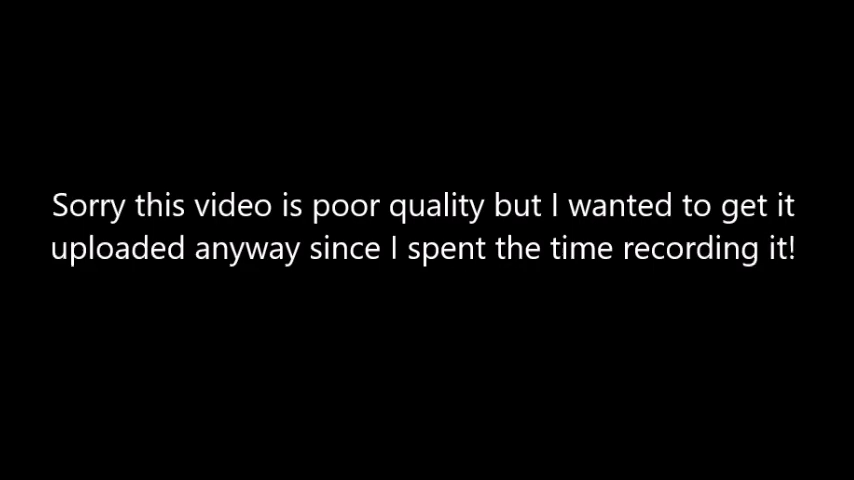 Sorry this video is poor quality but I wanted to get it
uploaded anyway since I spent the time recording it!